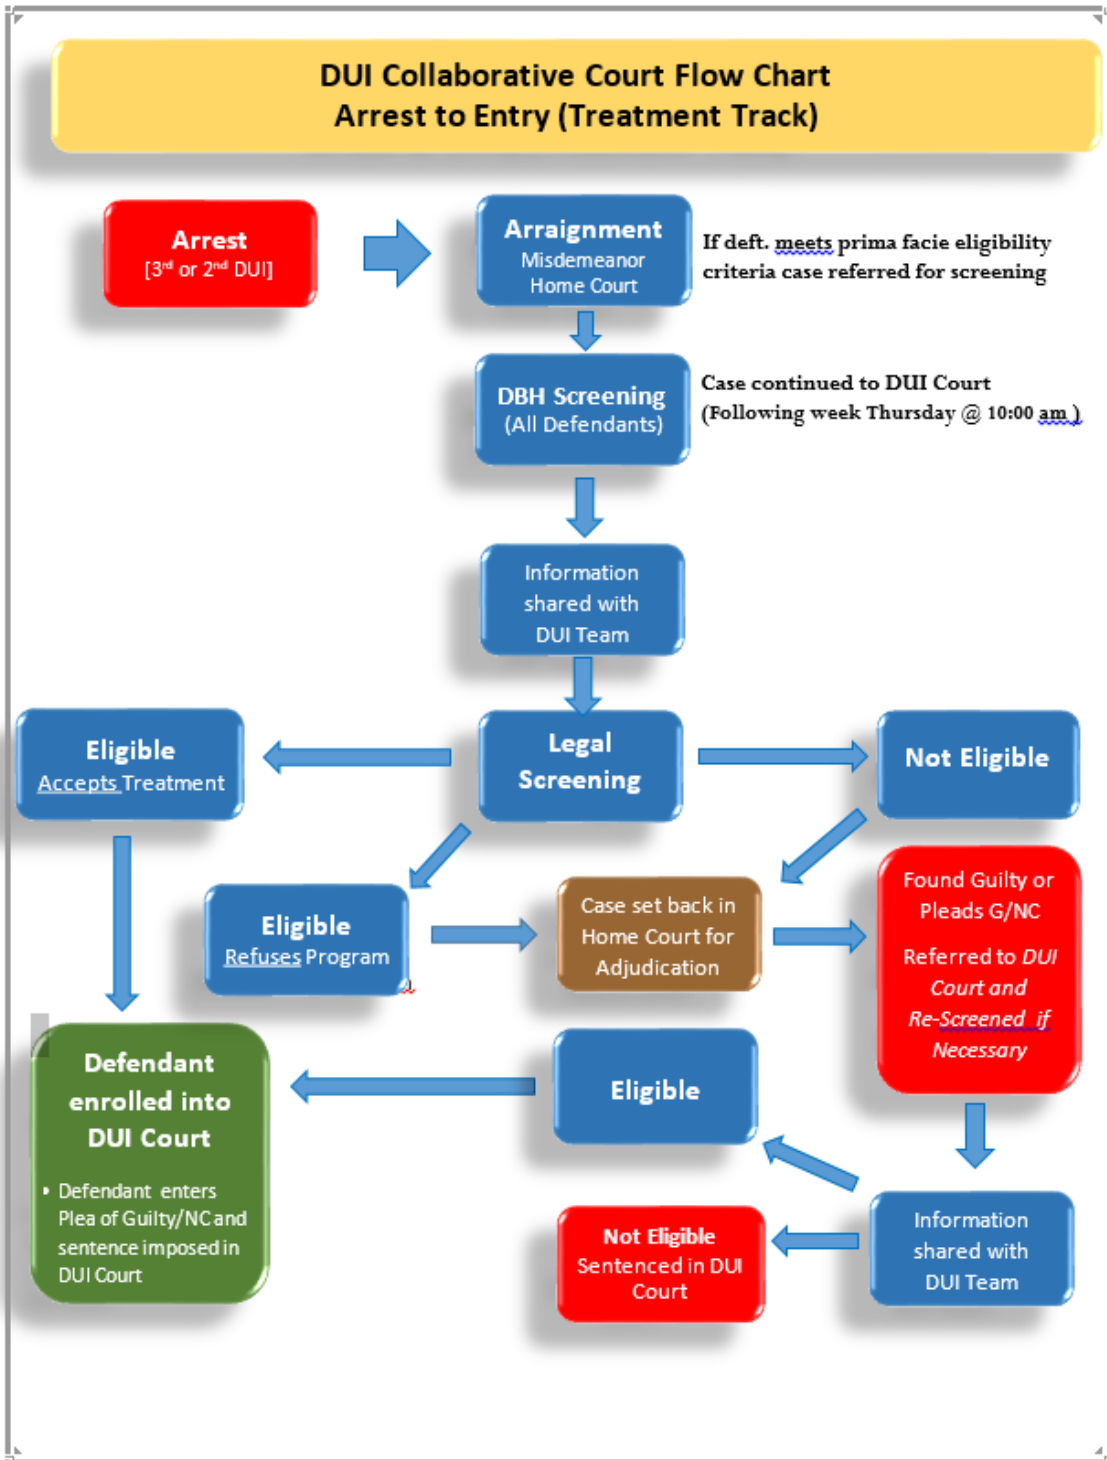 DUI Collaborative Court Flow Chart
Arrest to Entry (Treatment Track)
Arrest
[3rd or 2nd DUI]
Arraignment
Misdemeanor
Home Court
If deft. meets prima facie eligibility
criteria case referred for screening
DBH Screening
(All Defendants)
Case continued to DUI Court
(Following week Thursday @ 10:00 am )
Information
shared with
DUI Team
Eligible
Accepts Treatment
Legal
Screening
Not Eligible
Eligible
Refuses Program
Case set back in
Home Court for
Adjudication
Found Guilty or
Pleads G/NC
Referred to DUI
Court and
Re-Screened if
Necessary
Defendant
enrolled into
DUI Court
• Defendant enters
Plea of Guilty/NC and
sentence imposed in
DUI Court
Eligible
Not Eligible
Sentenced in DUI
Court
Information
shared with
DUI Team